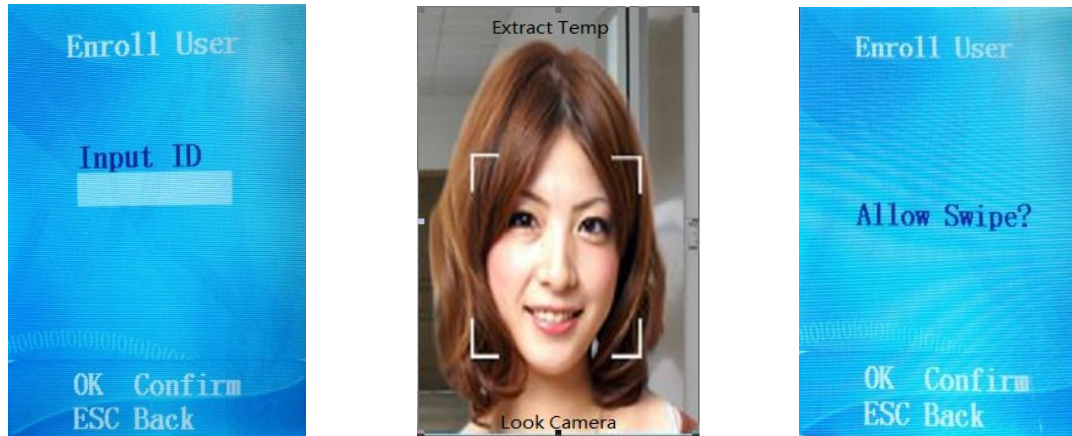 Enroll User
Input ID
OK Confirm
ESC Back
Extract Temp
Look Camera
Enroll User
Allow Swipe?
OK Confirm
ESC Back